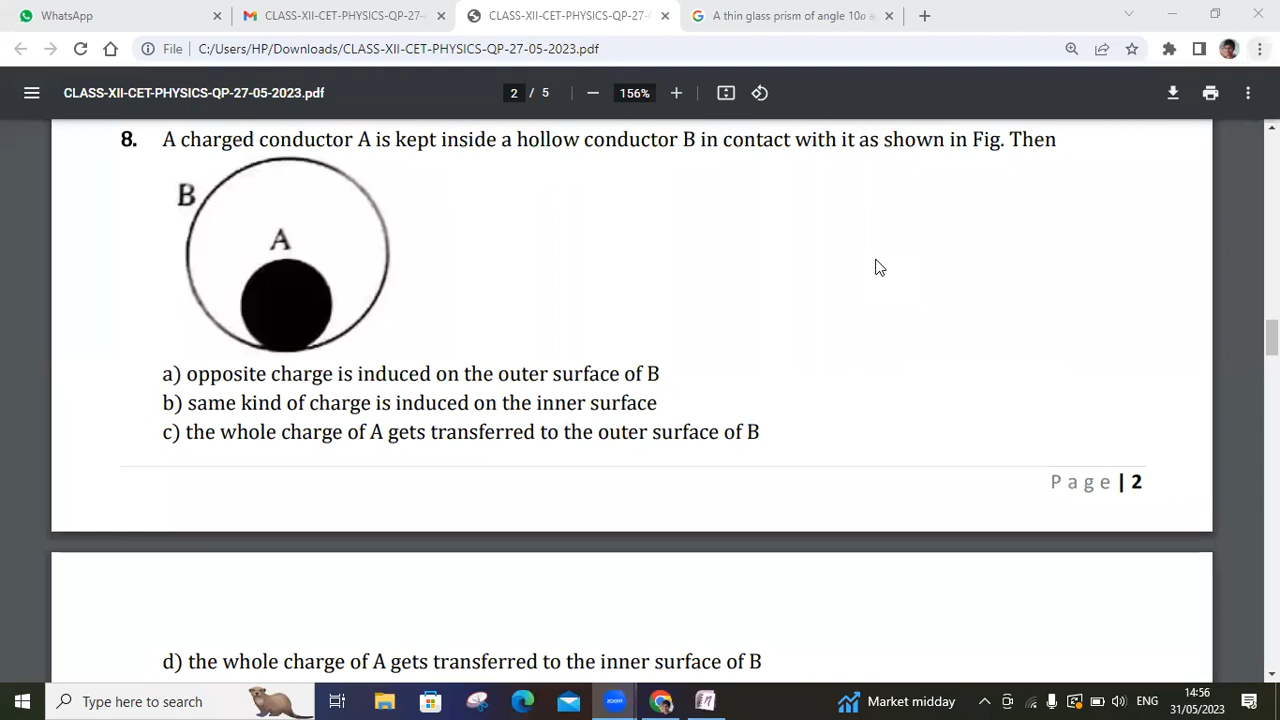 WhatsApp
CLASS-XII-CET-PHYSICS-QP-27-
CLASS-XII-CET-PHYSICS-QP-27-
A thin glass prism of angle 10𝑜
File
C:/Users/HP/Downloads/CLASS-XII-CET-PHYSICS-QP-27-05-2023.pdf
CLASS-XII-CET-PHYSICS-QP-27-05-2023.pdf
2 / 5
156%
8. A charged conductor A is kept inside a hollow conductor B in contact with it as shown in Fig. Then
B
A
a) opposite charge is induced on the outer surface of B
b) same kind of charge is induced on the inner surface
c) the whole charge of A gets transferred to the outer surface of B
Page | 2
d) the whole charge of A gets transferred to the inner surface of B
Type here to search
zoom
Market midday
ENG
14:56
31/05/2023